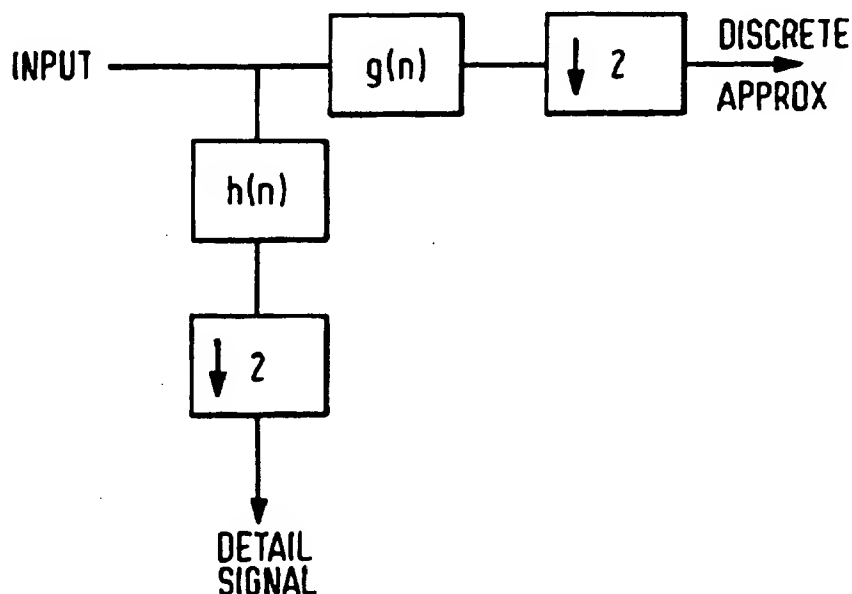 INPUT
g(n)
↓ 2
DISCRETE
APPROX
h(n)
↓ 2
DETAIL
SIGNAL